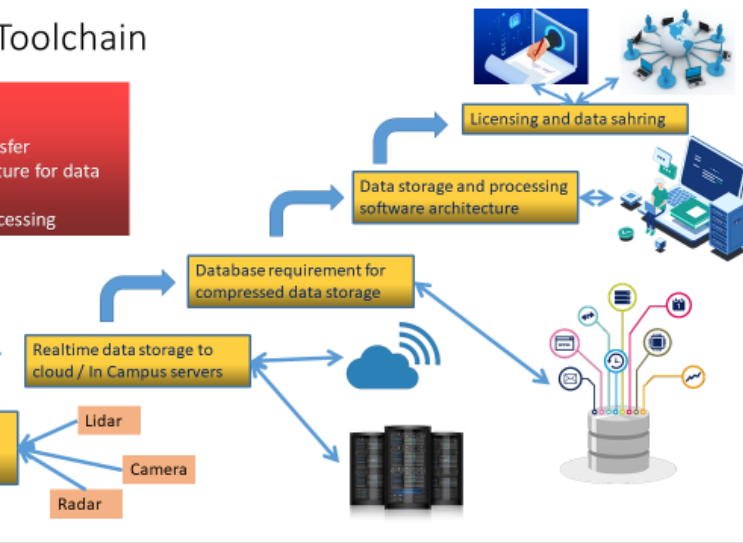 Toolchain
sfer
ture for data
cessing
Licensing and data sahring
Data storage and processing
software architecture
Database requirement for
compressed data storage
Realtime data storage to
cloud / In Campus servers
Lidar
Camera
Radar